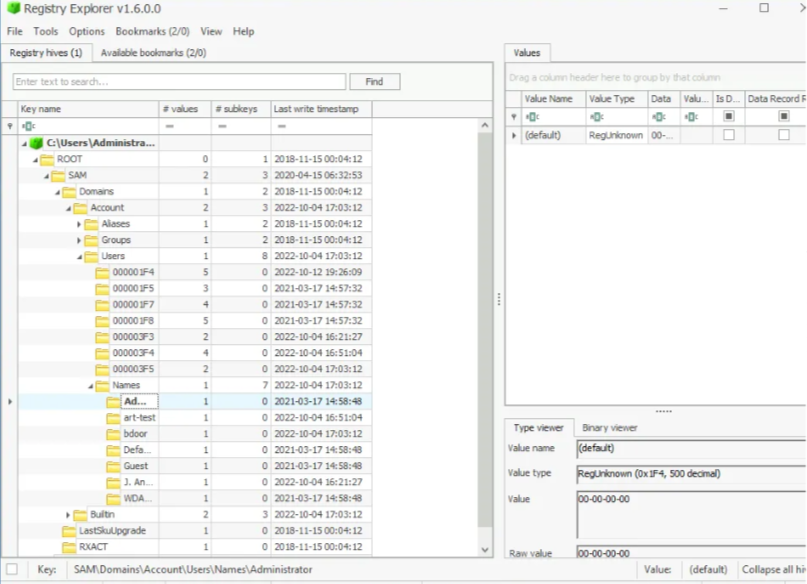 Registry Explorer v1.6.0.0
File Tools Options Bookmarks (2/0) View Help
Registry hives (1) Available bookmarks (2/0)
Enter text to search... Find
Key name # values # subkeys Last write timestamp
= = =
C:\Users\Administra...
ROOT 0 1 2018-11-15 00:04:12
SAM 2 3 2020-04-15 06:32:53
Domains 1 2 2018-11-15 00:04:12
Account 2 3 2022-10-04 17:03:12
Aliases 1 2 2018-11-15 00:04:12
Groups 1 2 2018-11-15 00:04:12
Users 1 8 2022-10-04 17:03:12
000001F4 5 0 2022-10-12 19:26:09
000001F5 3 0 2021-03-17 14:57:32
000001F7 4 0 2021-03-17 14:57:32
000001F8 5 0 2021-03-17 14:57:32
000003F3 2 0 2022-10-04 16:21:27
000003F4 4 0 2022-10-04 16:51:04
000003F5 2 0 2022-10-04 17:03:12
Names 1 7 2022-10-04 17:03:12
Ad... 1 0 2021-03-17 14:58:48
art-test 1 0 2022-10-04 16:51:04
bdoor 1 0 2022-10-04 17:03:12
Defa... 1 0 2021-03-17 14:58:48
Guest 1 0 2021-03-17 14:58:48
J. An... 1 0 2022-10-04 16:21:27
WDA... 1 0 2021-03-17 14:58:48
Builtin 2 3 2022-10-04 17:03:12
LastSkuUpgrade 1 0 2018-11-15 00:04:12
RXACT 1 0 2018-11-15 00:04:12
Values
Drag a column header here to group by that column
Value Name Value Type Data Valu... Is D... Data Record R
(default) RegUnknown 00-...
Type viewer Binary viewer
Value name (default)
Value type RegUnknown (0x1F4, 500 decimal)
Value 00-00-00-00
Raw value 00-00-00-00
Key: SAM\Domains\Account\Users\Names\Administrator Value: (default) Collapse all hi